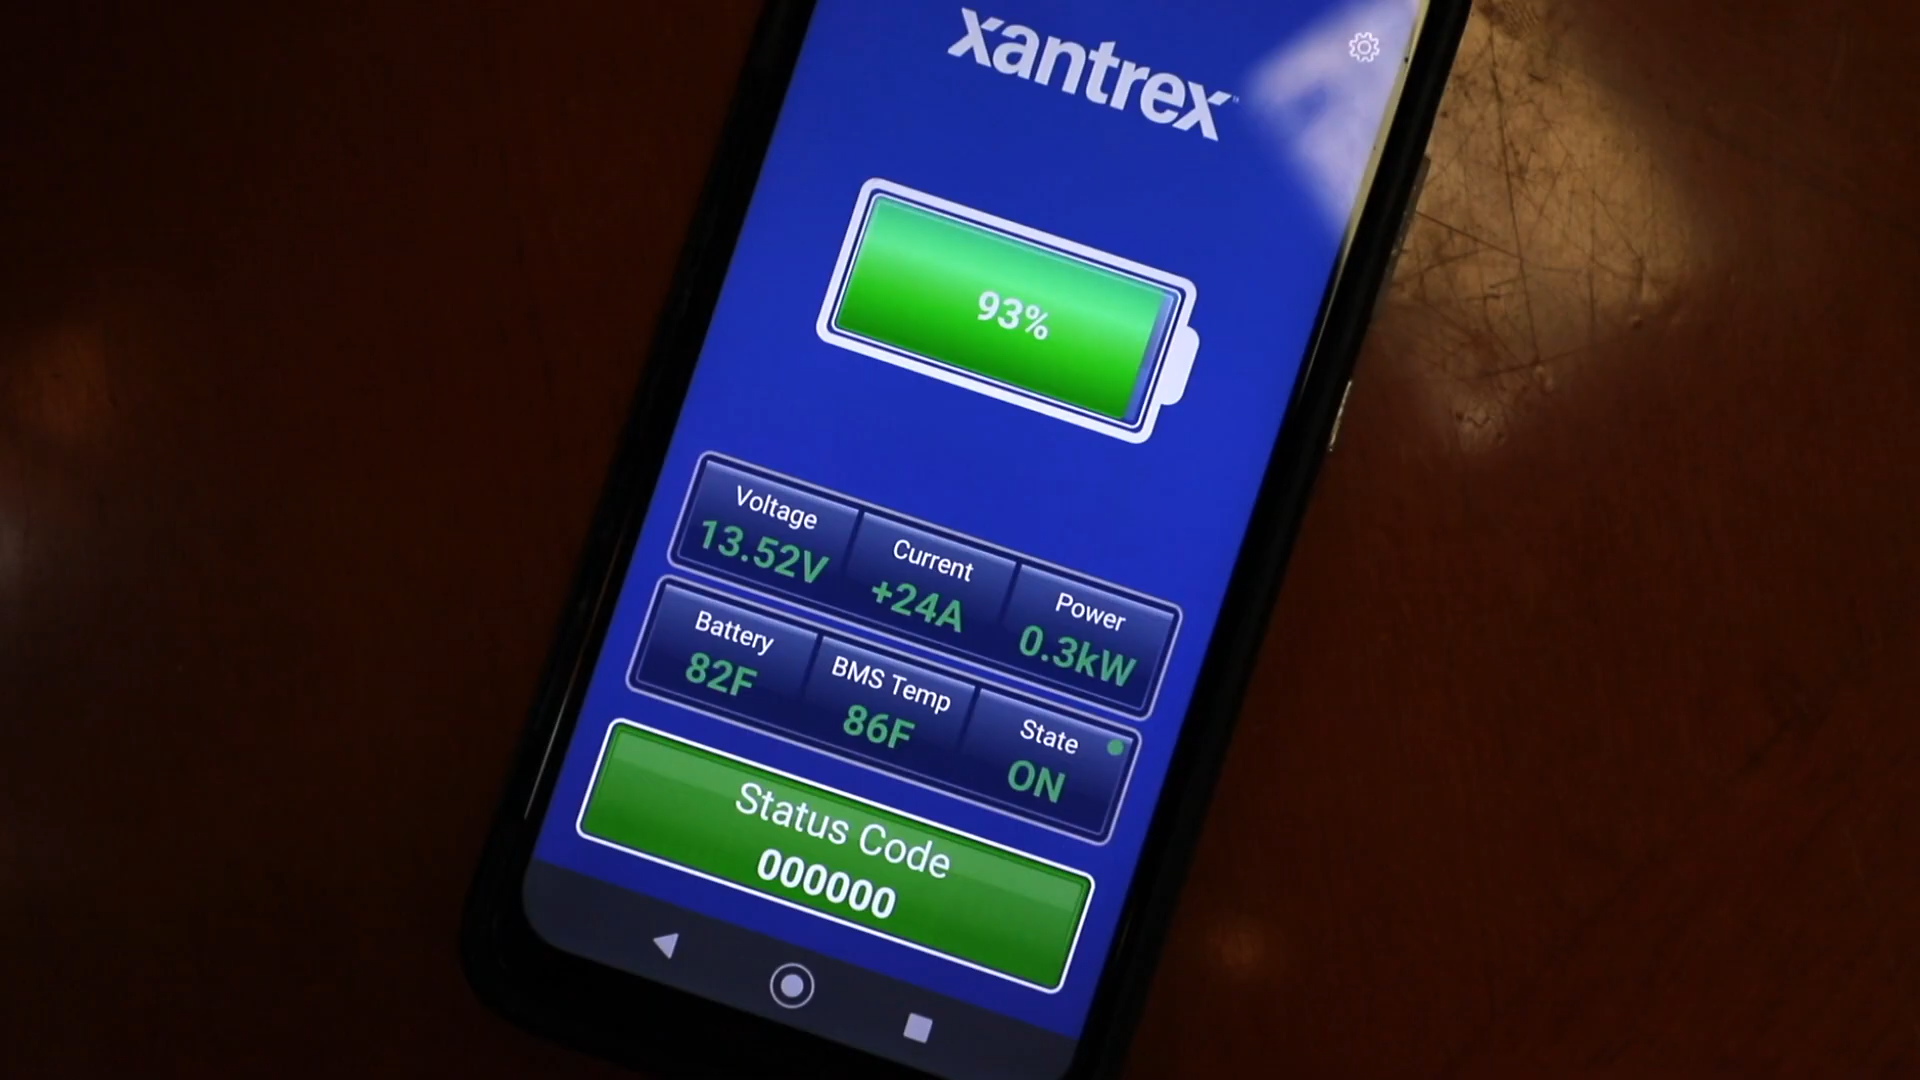 xantrex™
93%
Voltage
13.52V
Current
+24A
Power
0.3kW
Battery
82F
BMS Temp
86F
State
ON
Status Code
000000